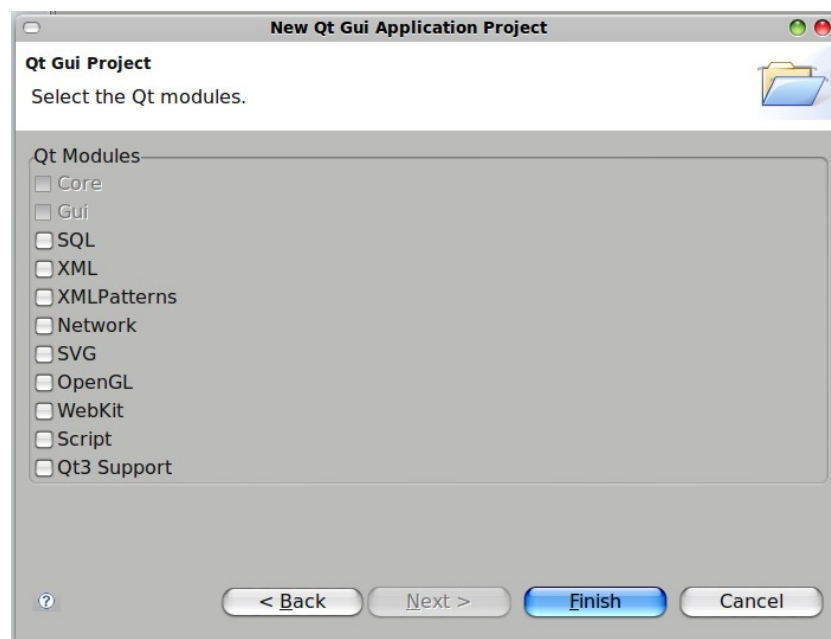 New Qt Gui Application Project
Qt Gui Project
Select the Qt modules.
Qt Modules
Core
Gui
SQL
XML
XMLPatterns
Network
SVG
OpenGL
WebKit
Script
Qt3 Support
?
< Back
Next >
Finish
Cancel